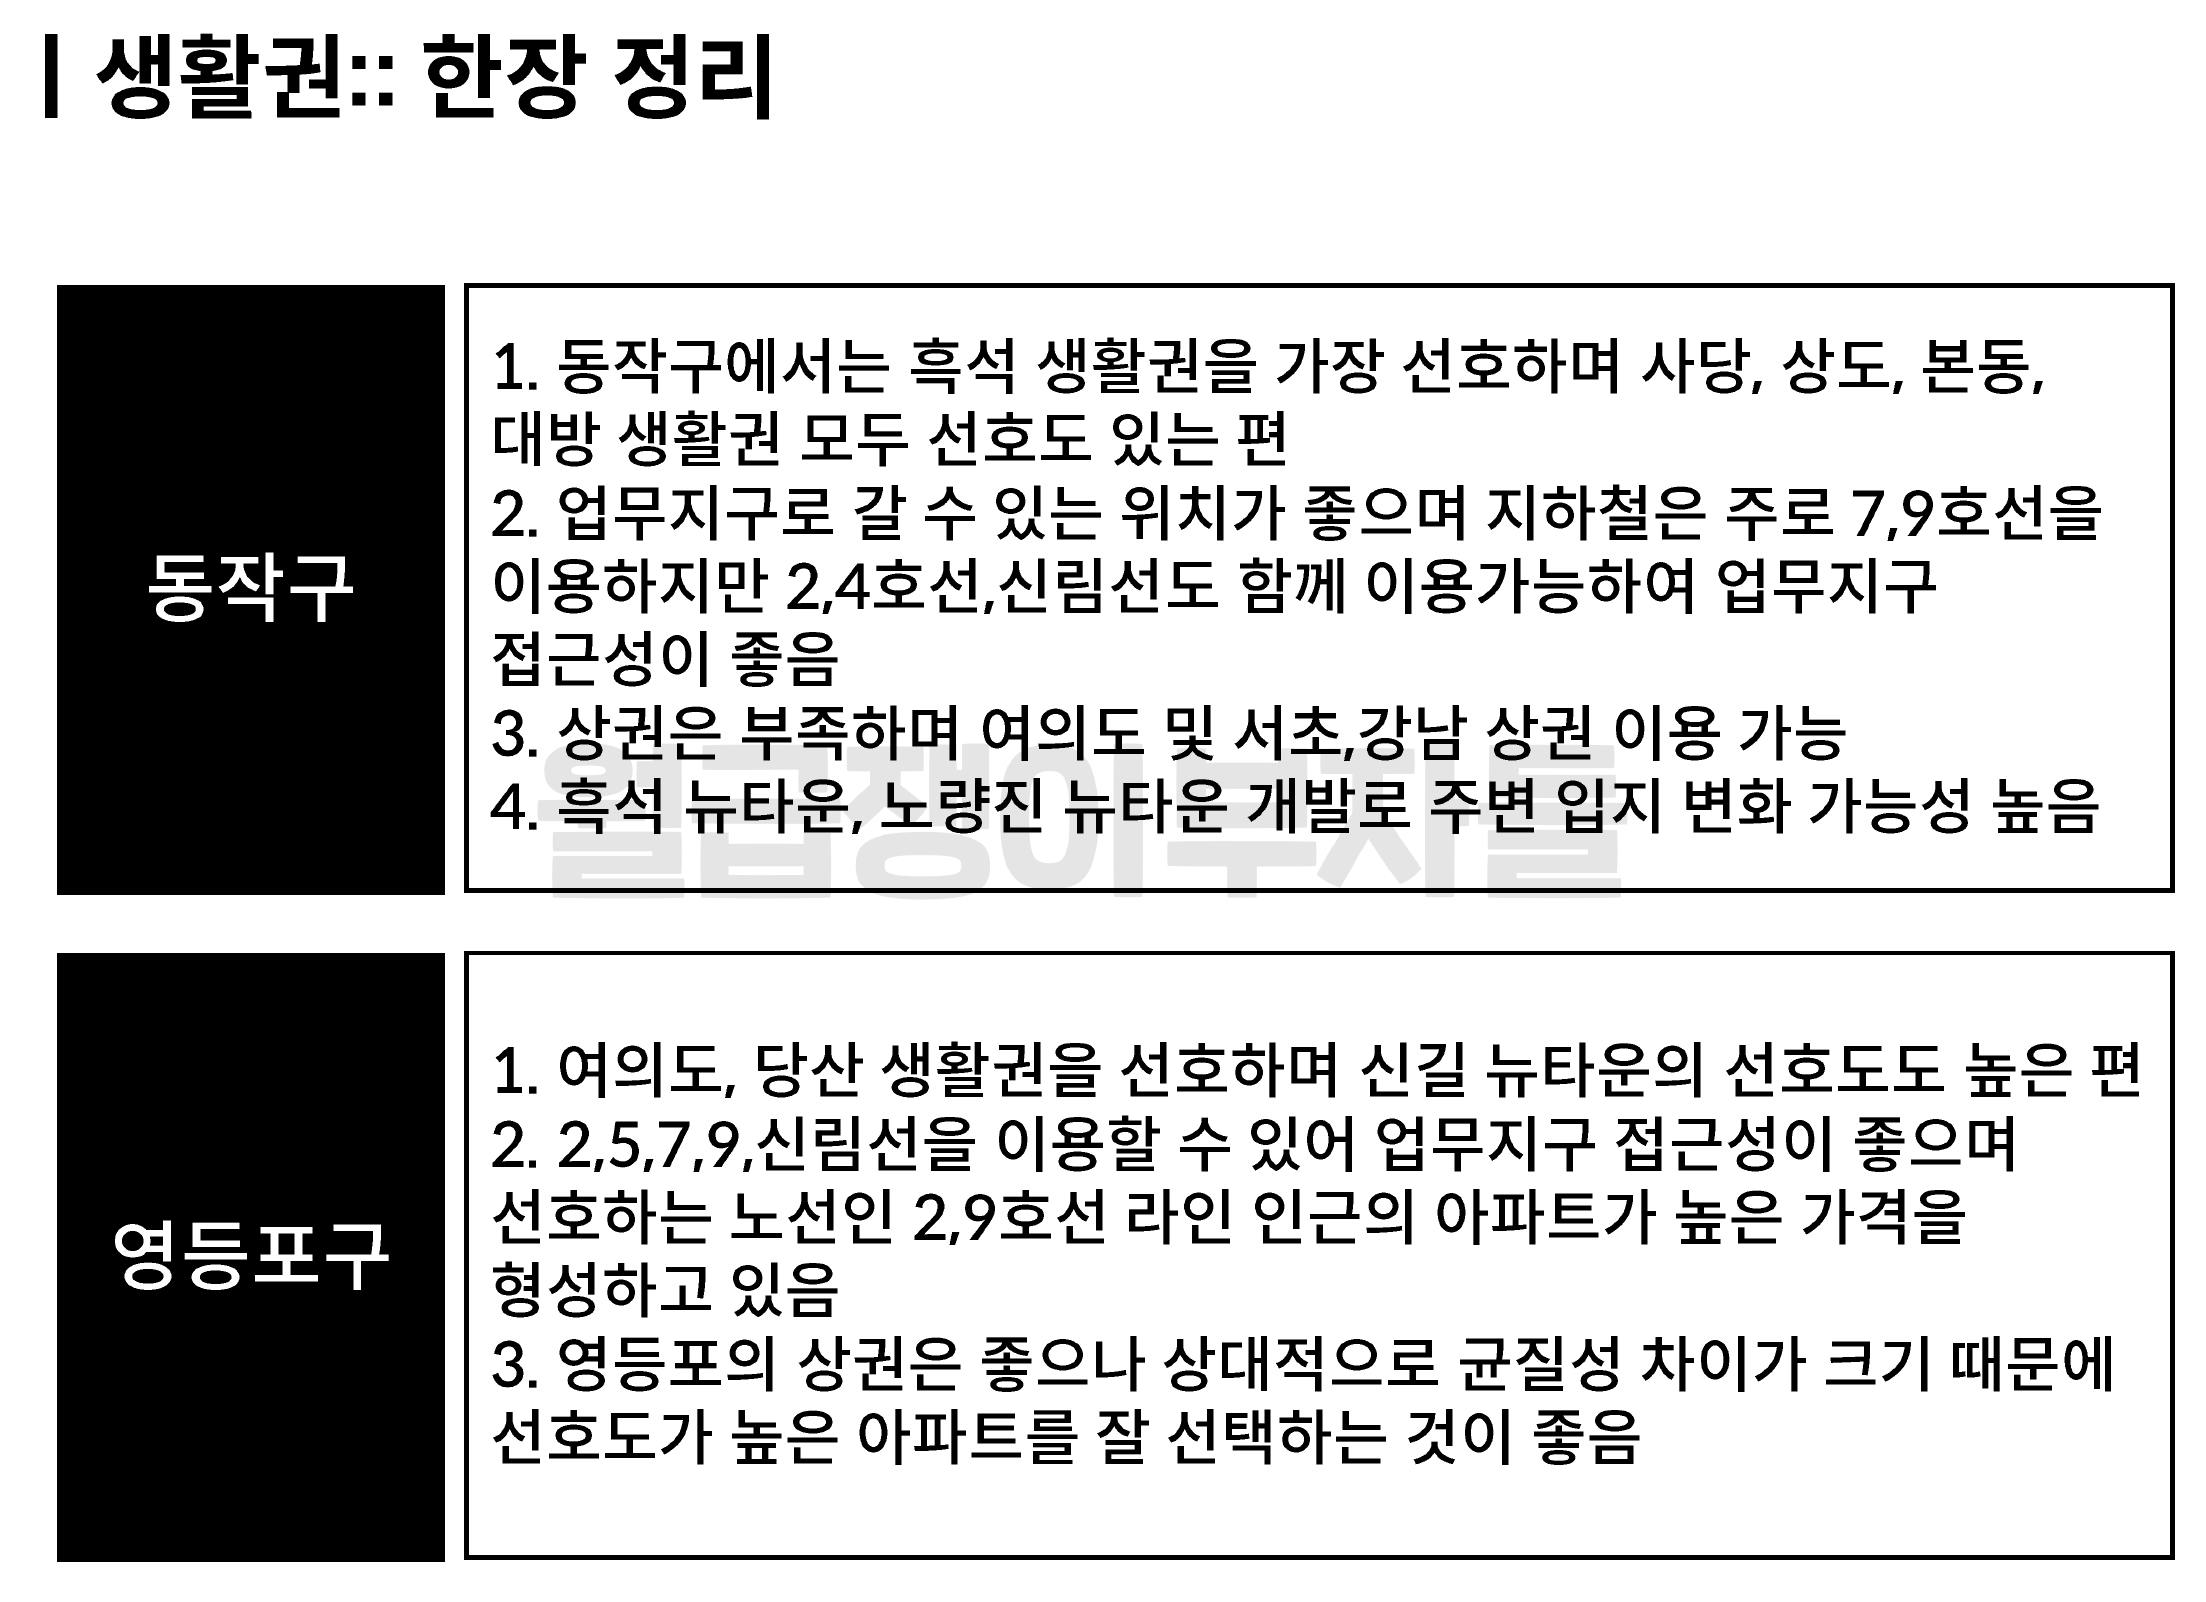 | 생활권:: 한장 정리
동작구
1. 동작구에서는 흑석 생활권을 가장 선호하며 사당, 상도, 본동,
대방 생활권 모두 선호도 있는 편
2. 업무지구로 갈 수 있는 위치가 좋으며 지하철은 주로 7,9호선을
이용하지만 2,4호선,신림선도 함께 이용가능하여 업무지구
접근성이 좋음
3. 상권은 부족하며 여의도 및 서초,강남 상권 이용 가능
4. 흑석 뉴타운, 노량진 뉴타운 개발로 주변 입지 변화 가능성 높음
월급쟁이부자들
영등포구
1. 여의도, 당산 생활권을 선호하며 신길 뉴타운의 선호도도 높은 편
2. 2,5,7,9,신림선을 이용할 수 있어 업무지구 접근성이 좋으며
선호하는 노선인 2,9호선 라인 인근의 아파트가 높은 가격을
형성하고 있음
3. 영등포의 상권은 좋으나 상대적으로 균질성 차이가 크기 때문에
선호도가 높은 아파트를 잘 선택하는 것이 좋음